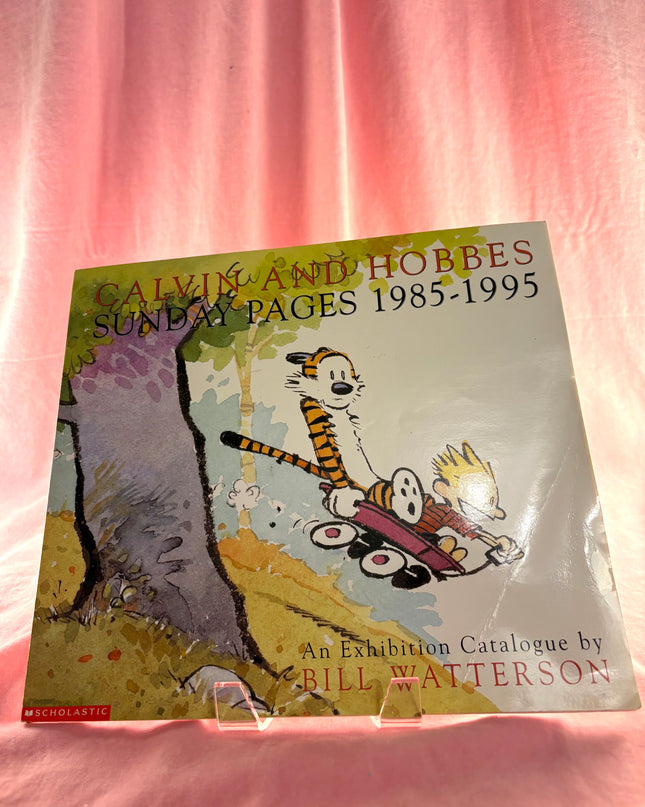 CALVIN AND HOBBES
SUNDAY PAGES 1985-1995
An Exhibition Catalogue by
BILL WATTERSON
SCHOLASTIC